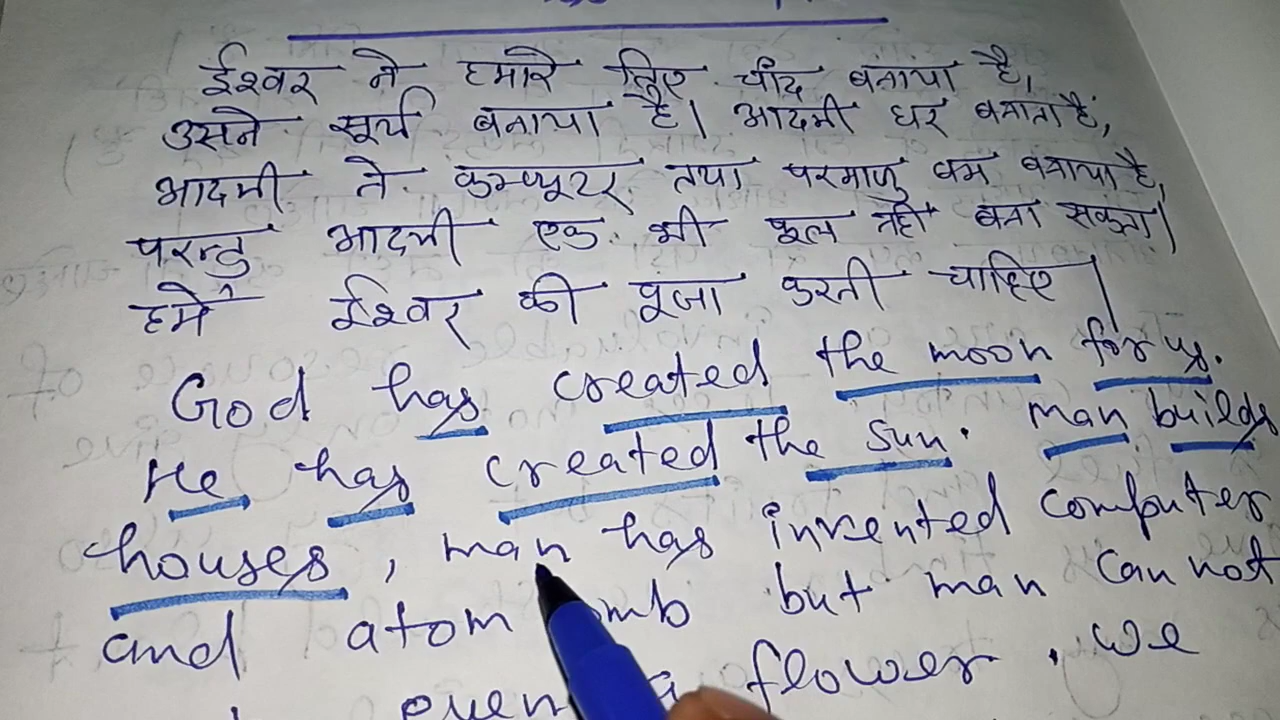 ईश्वर ने हमारे लिए चाँद बनाया है,
उसने सूर्य बनाया है। आदमी घर बनाता है,
आदमी ने कम्प्यूटर तथा परमाणु बम बनाया है,
परन्तु आदमी एक भी फूल नहीं बना सकता।
हमें ईश्वर की पूजा करनी चाहिए।
God has created the moon for us.
He has created the sun. man builds
houses, man has invented computer
and atom but man can not
even a flower. we